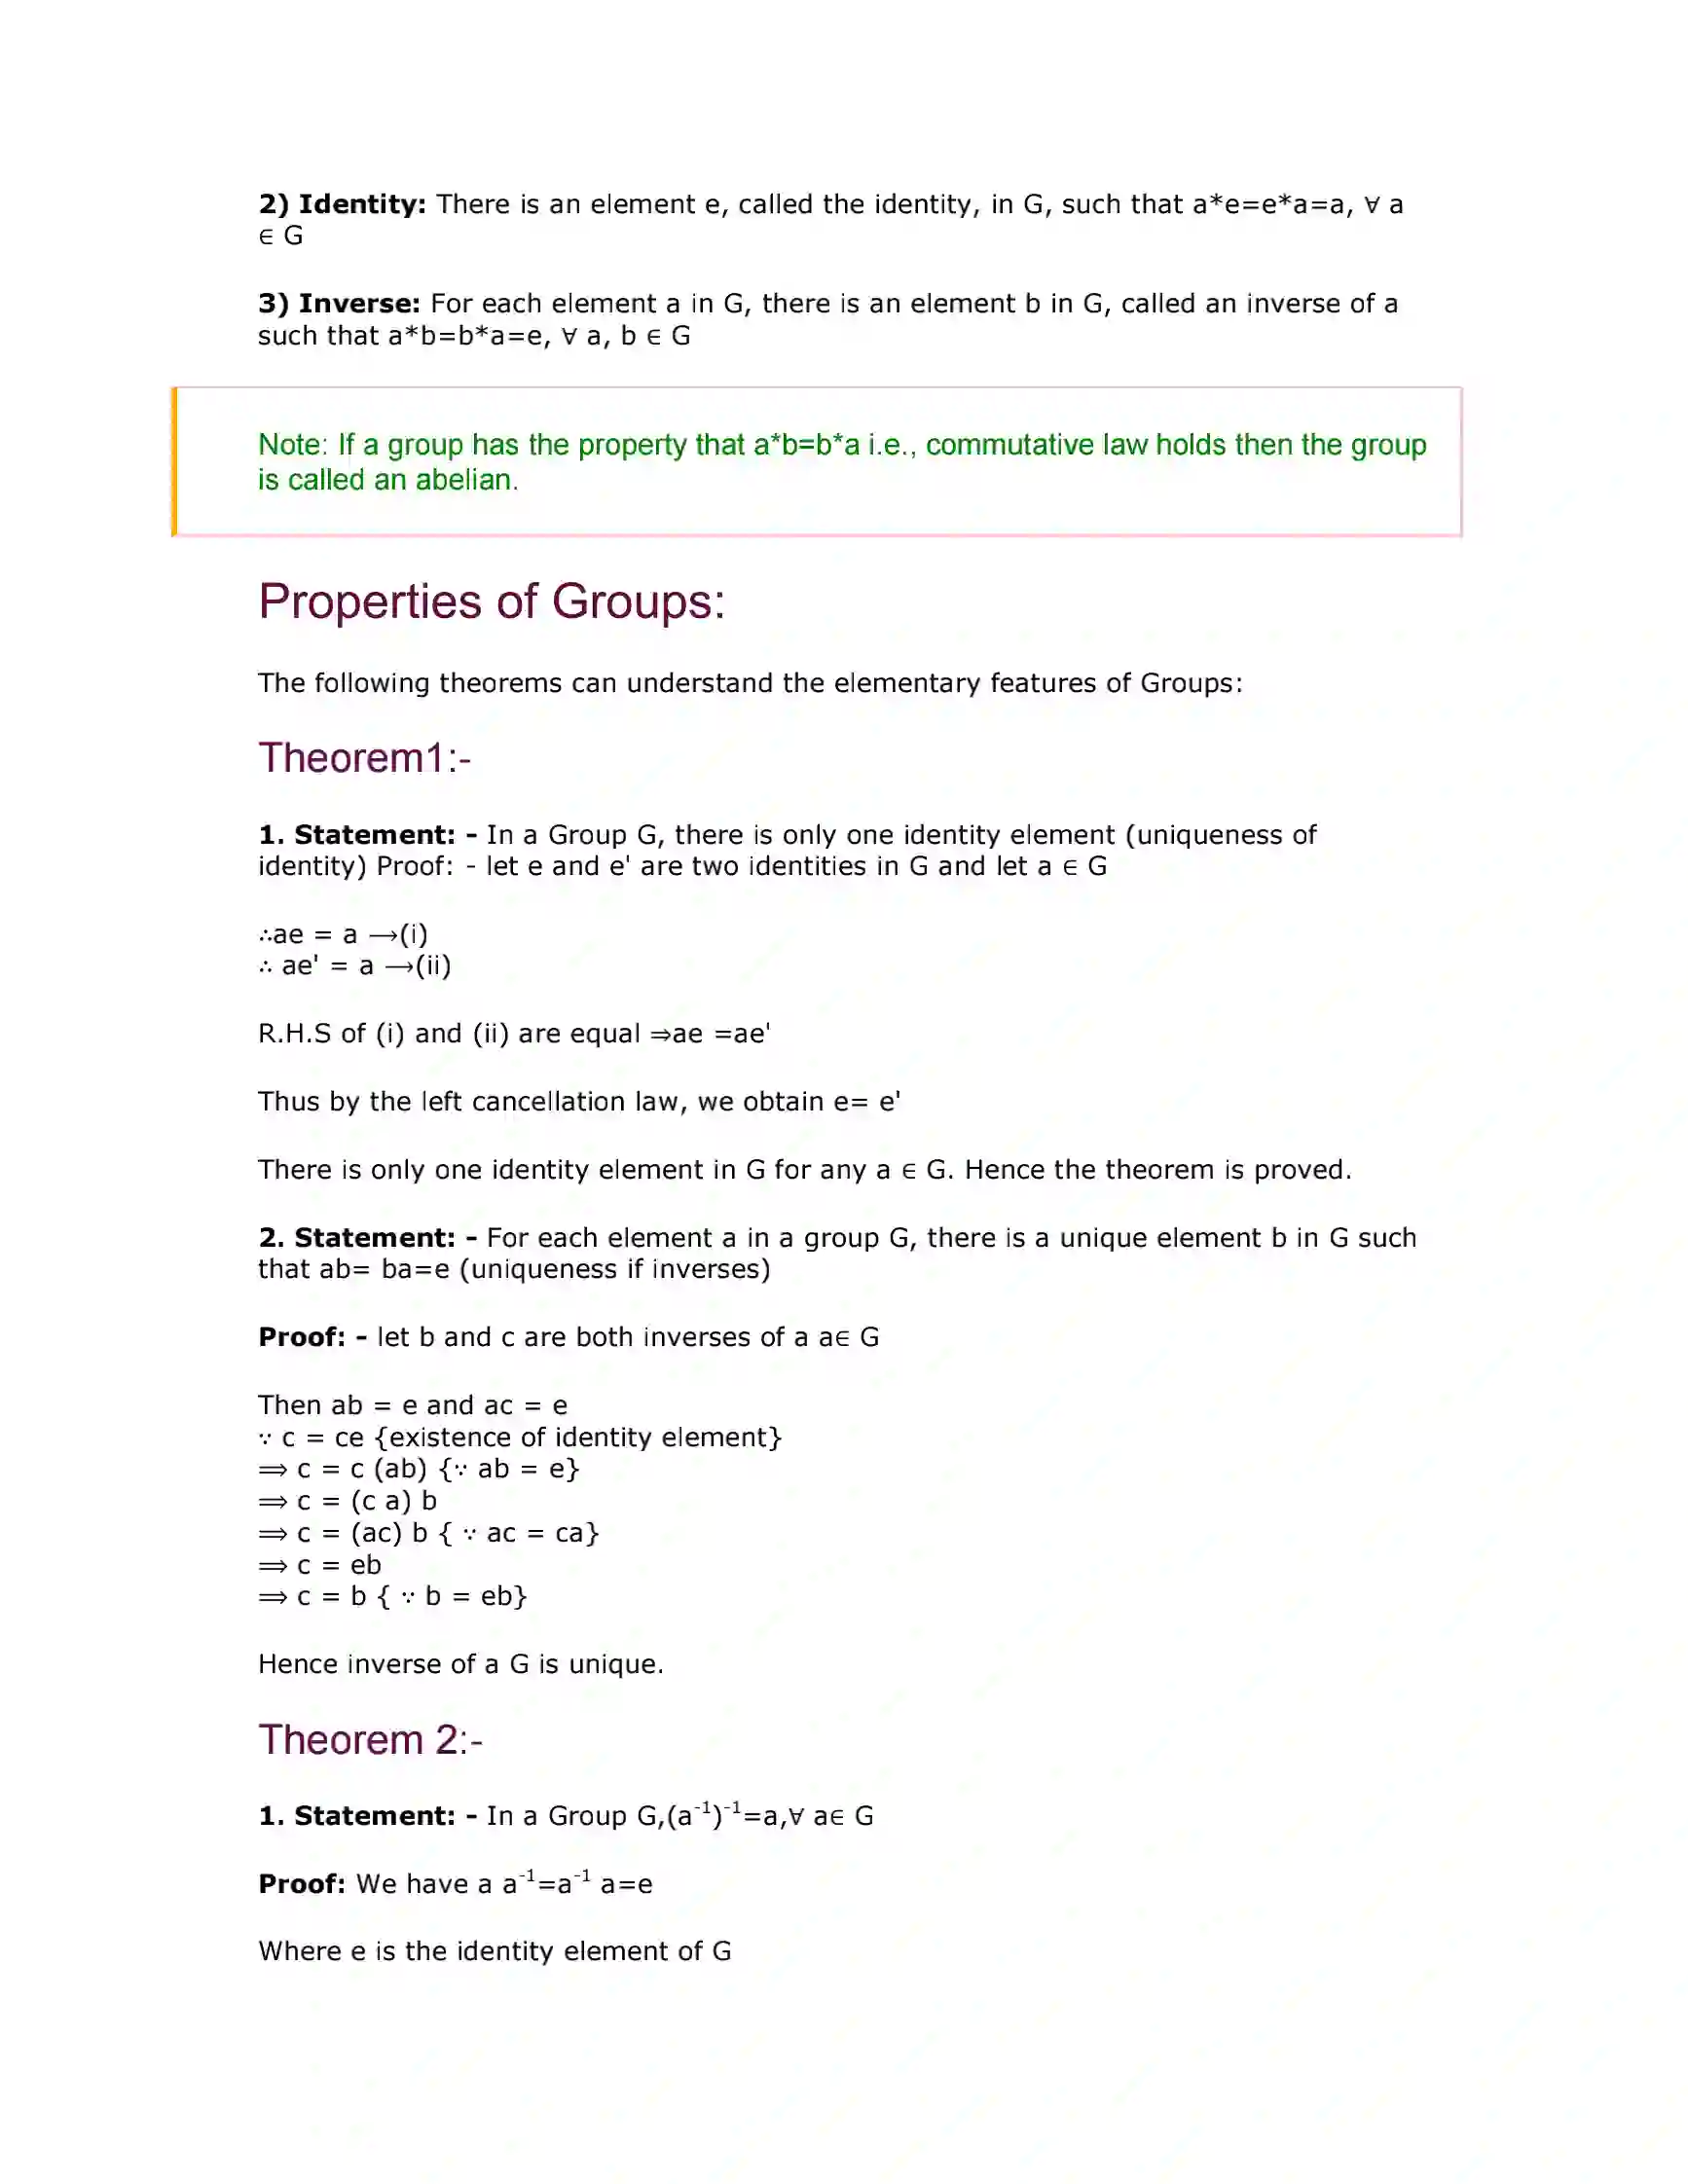 2) Identity: There is an element e, called the identity, in G, such that a*e=e*a=a, ∀ a
∈ G
3) Inverse: For each element a in G, there is an element b in G, called an inverse of a
such that a*b=b*a=e, ∀ a, b ∈ G
Note: If a group has the property that a*b=b*a i.e., commutative law holds then the group
is called an abelian.
Properties of Groups:
The following theorems can understand the elementary features of Groups:
Theorem1:-
1. Statement: - In a Group G, there is only one identity element (uniqueness of
identity) Proof: - let e and e' are two identities in G and let a ∈ G
∴ae = a ⟶(i)
∴ ae' = a ⟶(ii)
R.H.S of (i) and (ii) are equal ⇒ae =ae'
Thus by the left cancellation law, we obtain e= e'
There is only one identity element in G for any a ∈ G. Hence the theorem is proved.
2. Statement: - For each element a in a group G, there is a unique element b in G such
that ab= ba=e (uniqueness if inverses)
Proof: - let b and c are both inverses of a a∈ G
Then ab = e and ac = e
∵ c = ce {existence of identity element}
⟹ c = c (ab) {∵ ab = e}
⟹ c = (c a) b
⟹ c = (ac) b { ∵ ac = ca}
⟹ c = eb
⟹ c = b { ∵ b = eb}
Hence inverse of a G is unique.
Theorem 2:-
1. Statement: - In a Group G,(a⁻¹)⁻¹=a,∀ a∈ G
Proof: We have a a⁻¹=a⁻¹ a=e
Where e is the identity element of G